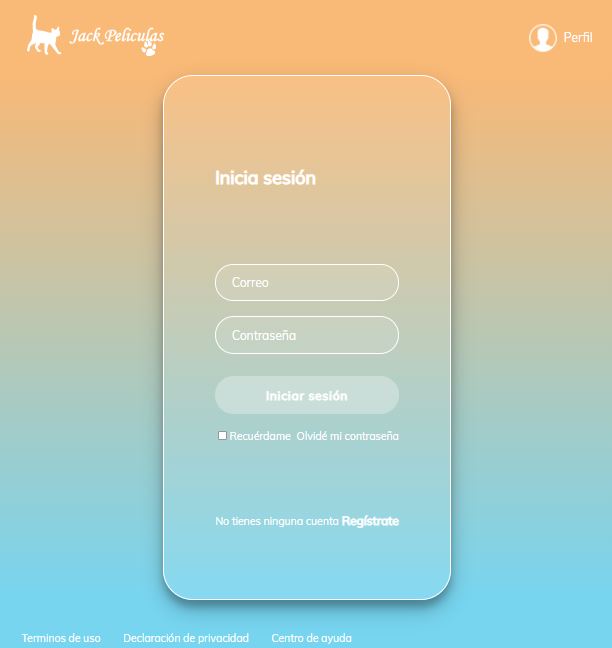 Jack Peliculas
Perfil
Inicia sesión
Correo
Contraseña
Iniciar sesión
Recuérdame Olvidé mi contraseña
No tienes ninguna cuenta Regístrate
Terminos de uso Declaración de privacidad Centro de ayuda